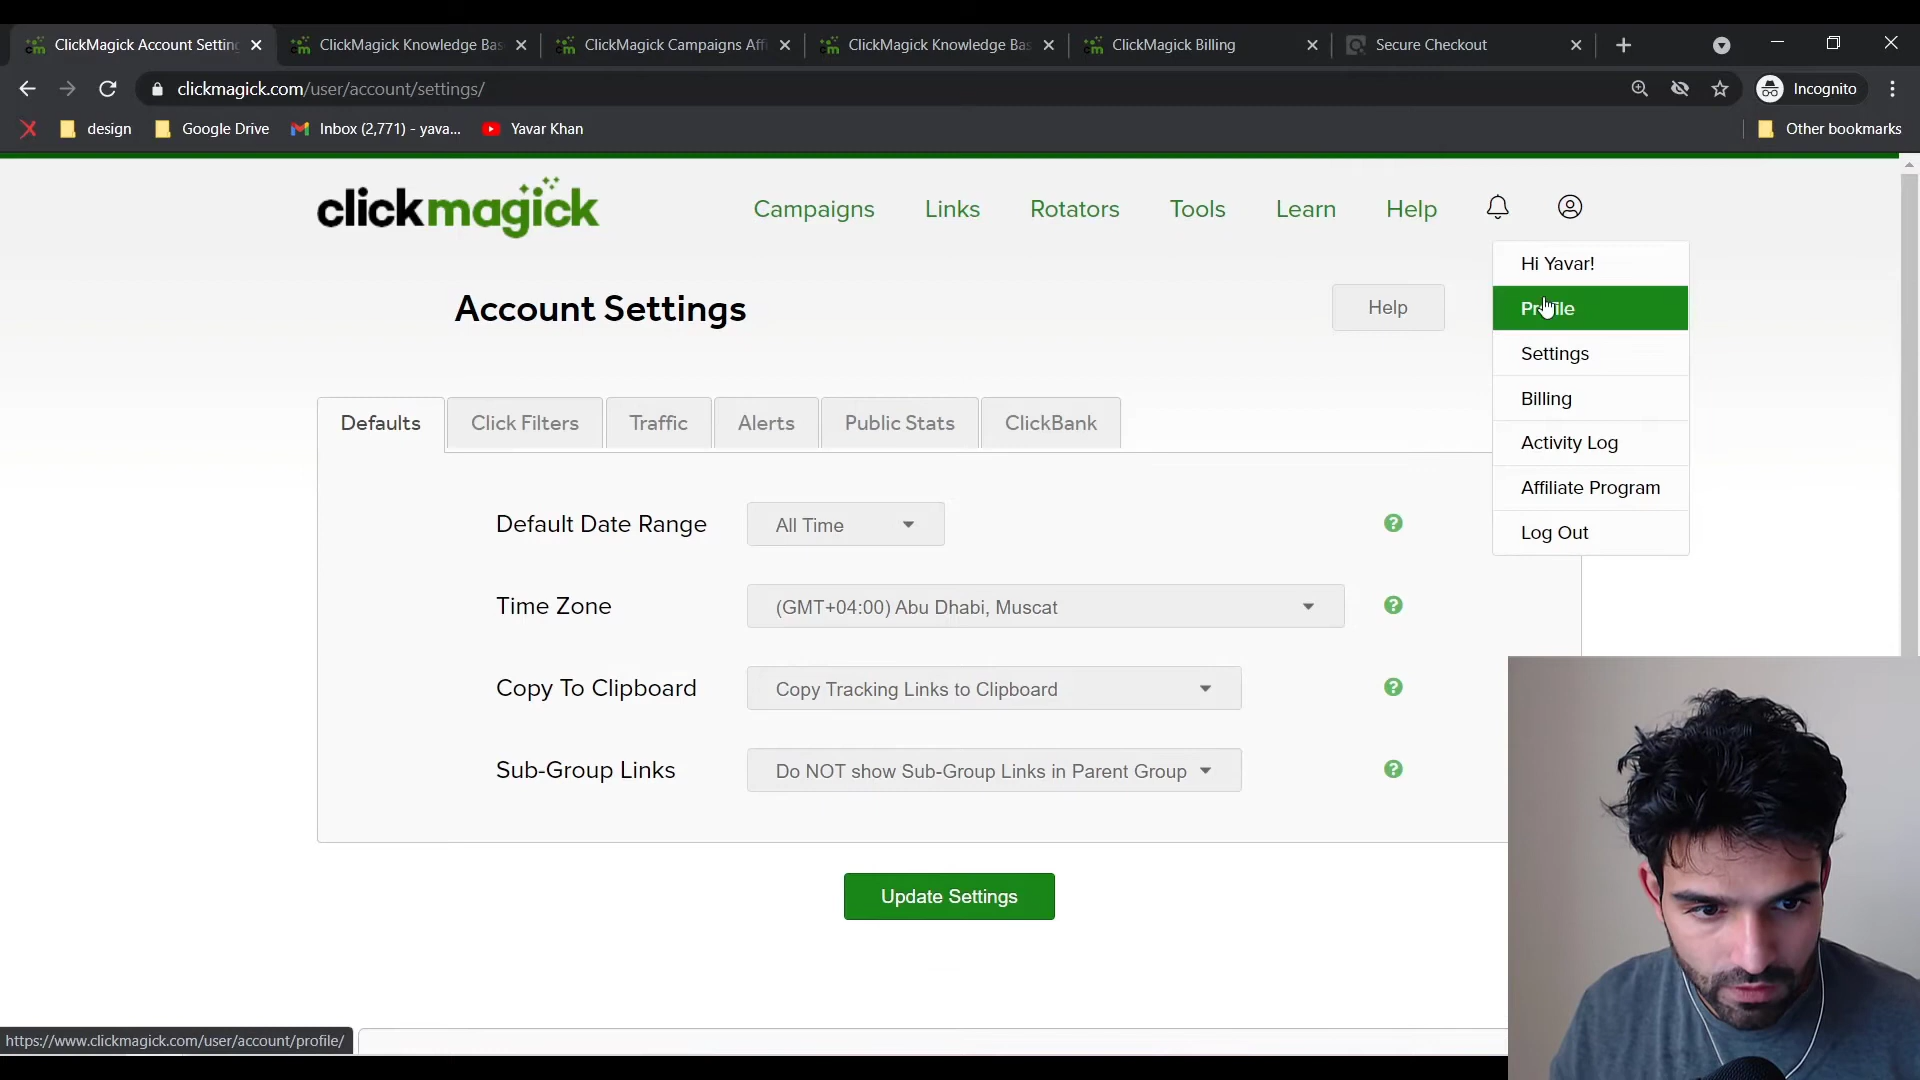 ClickMagick Account Settin
ClickMagick Knowledge Bas
ClickMagick Campaigns Aff
ClickMagick Knowledge Bas
ClickMagick Billing
Secure Checkout
clickmagick.com/user/account/settings/
Incognito
design
Google Drive
Inbox (2,771) - yava...
Yavar Khan
Other bookmarks
clickmagick
Campaigns
Links
Rotators
Tools
Learn
Help
Hi Yavar!
Account Settings
Help
Profile
Settings
Billing
Activity Log
Affiliate Program
Log Out
Defaults
Click Filters
Traffic
Alerts
Public Stats
ClickBank
Default Date Range
All Time
?
Time Zone
(GMT+04:00) Abu Dhabi, Muscat
?
Copy To Clipboard
Copy Tracking Links to Clipboard
?
Sub-Group Links
Do NOT show Sub-Group Links in Parent Group
?
Update Settings
https://www.clickmagick.com/user/account/profile/